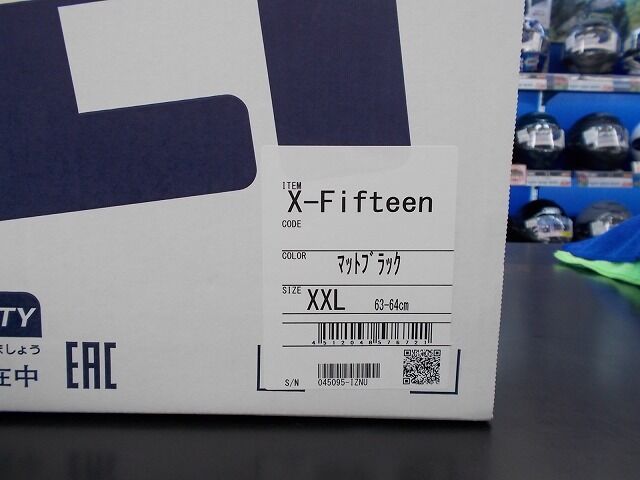 ITEM
X-Fifteen
CODE
COLOR
マットブラック
SIZE
XXL 63-64cm
4512048576721
S/N 045095-IZNU
TY
ましょう
在中
EAC